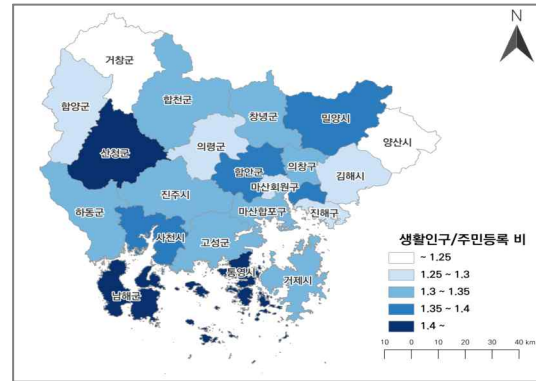 N
거창군
함양군
합천군
창녕군
밀양시
양산시
산청군
의령군
함안군
의창구
김해시
마산회원구
진주시
하동군
마산합포구
진해구
사천시
고성군
통영시
거제시
남해군
생활인구/주민등록 비
~ 1.25
1.25 ~ 1.3
1.3 ~ 1.35
1.35 ~ 1.4
1.4 ~
10 0 10 20 30 40 km